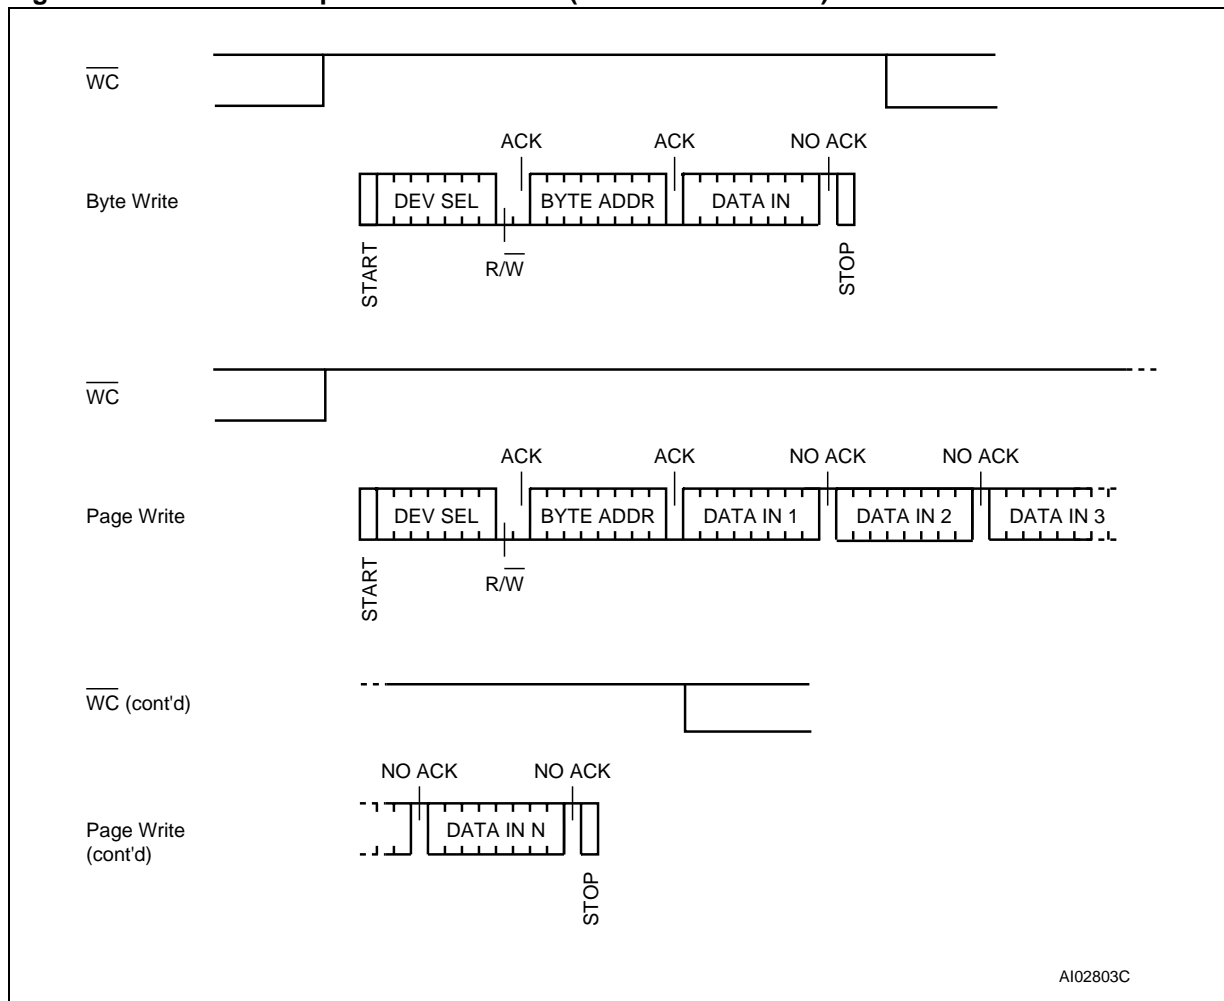 WC
ACK ACK NO ACK
Byte Write DEV SEL BYTE ADDR DATA IN
START R/W STOP
WC
ACK ACK NO ACK NO ACK
Page Write DEV SEL BYTE ADDR DATA IN 1 DATA IN 2 DATA IN 3
START R/W
WC (cont'd)
NO ACK NO ACK
Page Write DATA IN N
(cont'd)
STOP
AI02803C